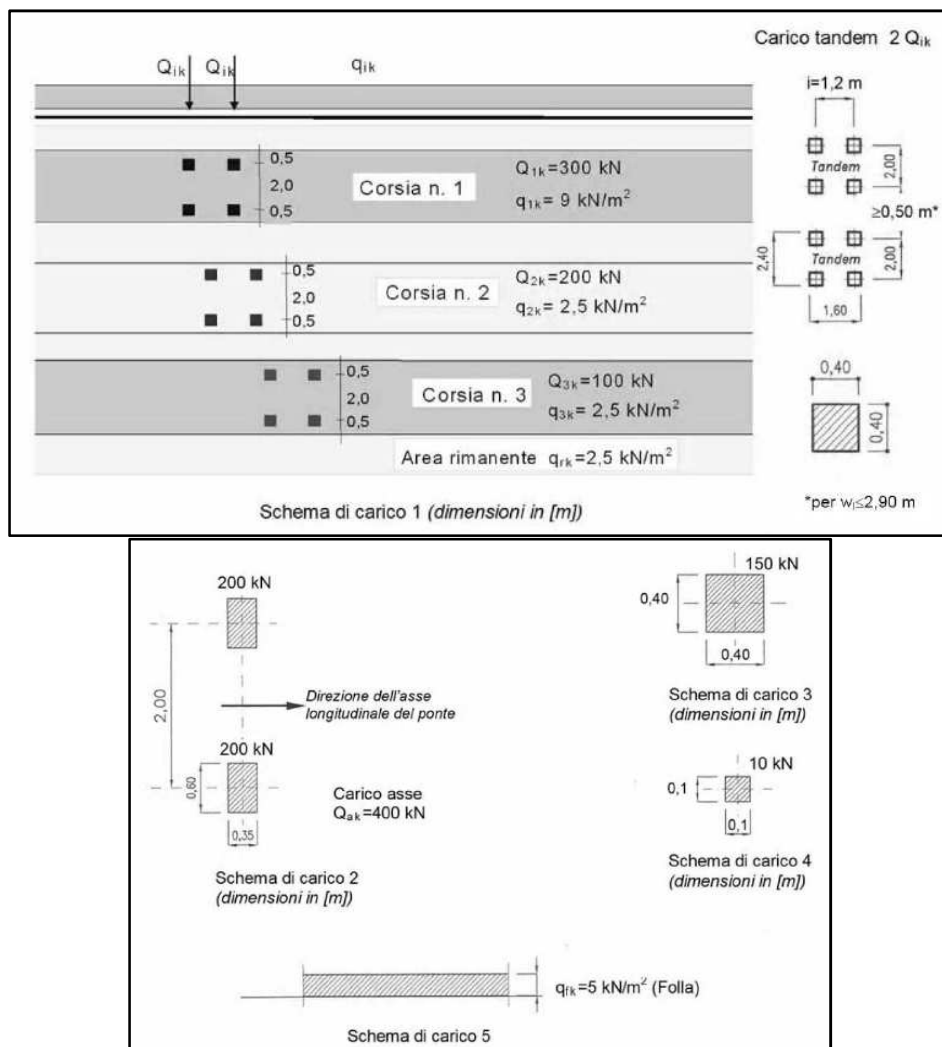 Carico tandem 2 Qik
Qik Qik qik
i=1,2 m
0,5
2,0
0,5
Corsia n. 1
Q1k=300 kN
q1k= 9 kN/m²
Tandem
2,00
≥0,50 m*
0,5
2,0
0,5
Corsia n. 2
Q2k=200 kN
q2k= 2,5 kN/m²
2,40
Tandem
2,00
1,60
0,5
2,0
0,5
Corsia n. 3
Q3k=100 kN
q3k= 2,5 kN/m²
0,40
0,40
Area rimanente qrk=2,5 kN/m²
Schema di carico 1 (dimensioni in [m])
*per wl≤2,90 m
200 kN
2,00
Direzione dell'asse
longitudinale del ponte
200 kN
0,60
0,35
Carico asse
Qak=400 kN
Schema di carico 2
(dimensioni in [m])
150 kN
0,40
0,40
Schema di carico 3
(dimensioni in [m])
10 kN
0,1
0,1
Schema di carico 4
(dimensioni in [m])
qfk=5 kN/m² (Folla)
Schema di carico 5